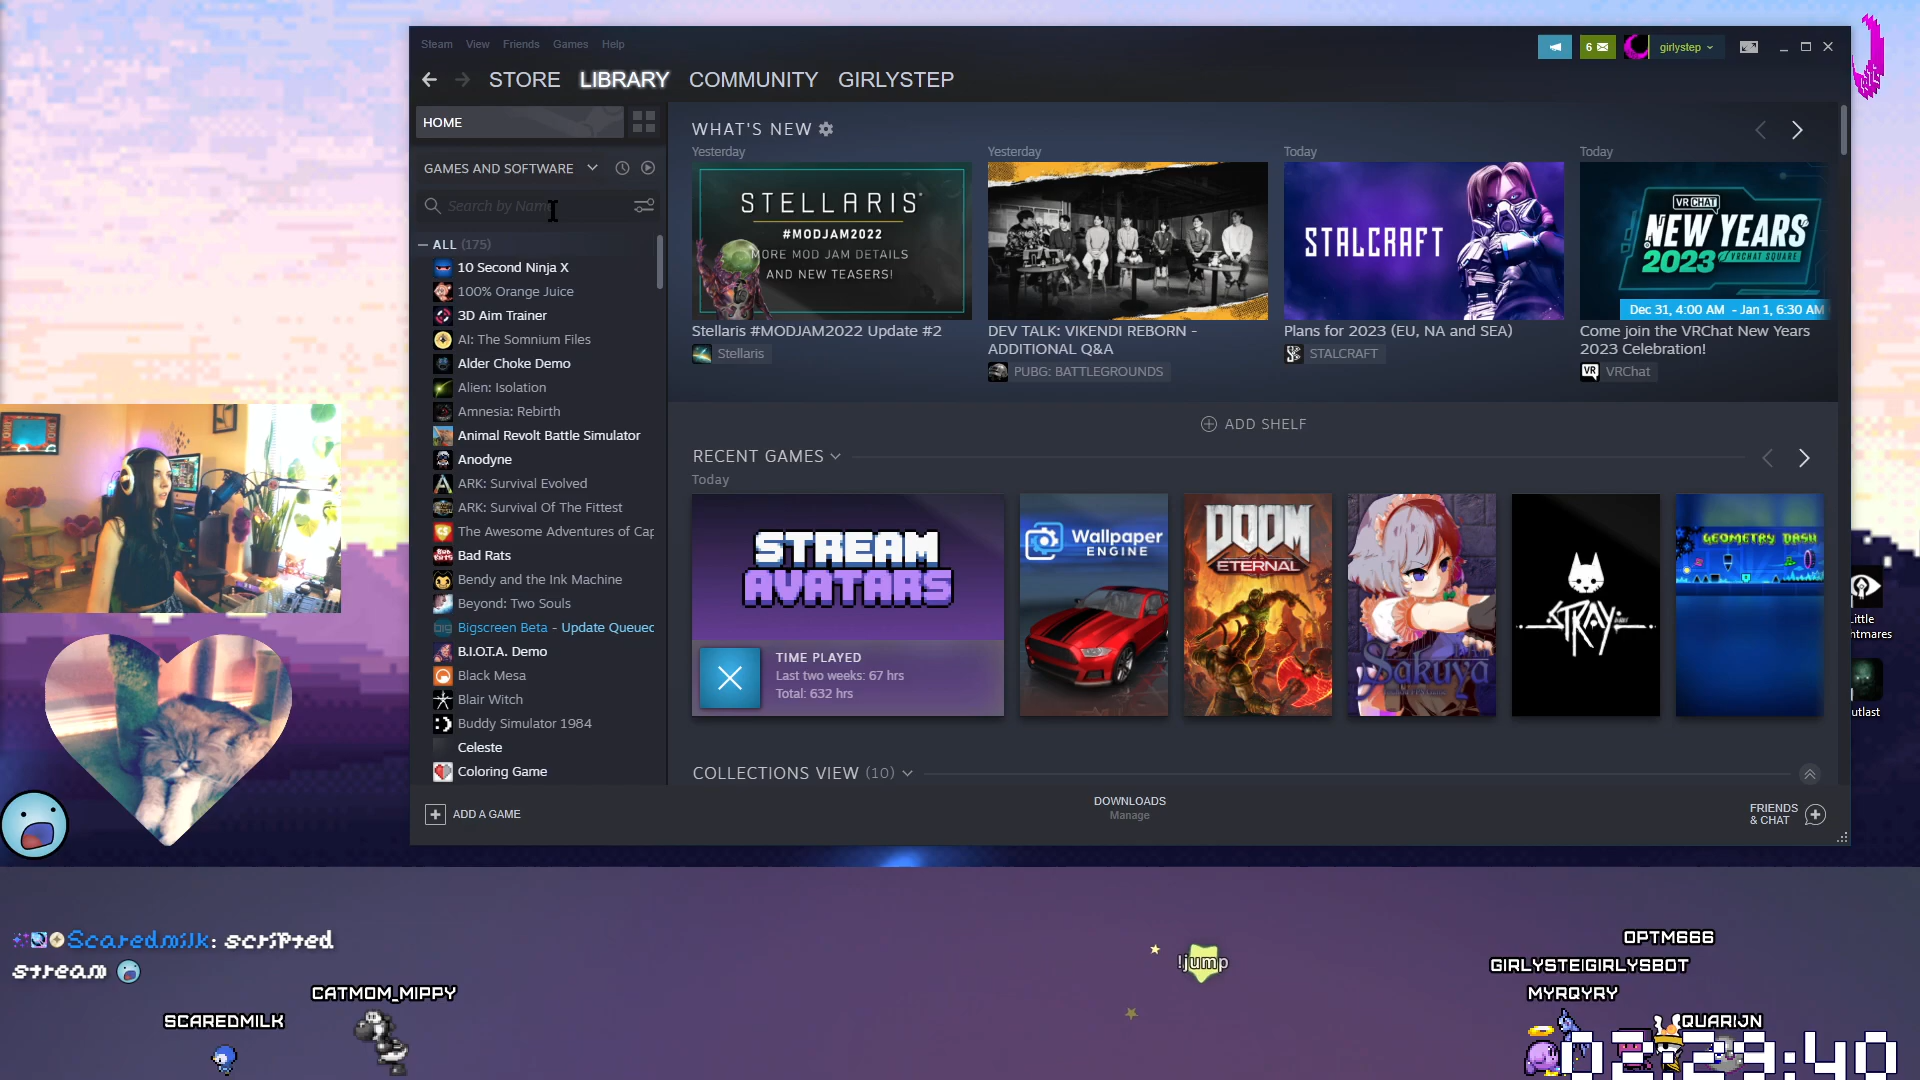 Steam View Friends Games Help
6
girlystep
STORE LIBRARY COMMUNITY GIRLYSTEP
HOME
GAMES AND SOFTWARE
Search by Name
ALL (175)
10 Second Ninja X
100% Orange Juice
3D Aim Trainer
AI: The Somnium Files
Alder Choke Demo
Alien: Isolation
Amnesia: Rebirth
Animal Revolt Battle Simulator
Anodyne
ARK: Survival Evolved
ARK: Survival Of The Fittest
The Awesome Adventures of Cap
Bad Rats
Bendy and the Ink Machine
Beyond: Two Souls
Bigscreen Beta - Update Queued
B.I.O.T.A. Demo
Black Mesa
Blair Witch
Buddy Simulator 1984
Celeste
Coloring Game
ADD A GAME
WHAT'S NEW
Yesterday
STELLARIS
#MODJAM2022
MORE MOD JAM DETAILS
AND NEW TEASERS!
Stellaris #MODJAM2022 Update #2
Stellaris
Yesterday
DEV TALK: VIKENDI REBORN -
ADDITIONAL Q&A
PUBG: BATTLEGROUNDS
Today
STALCRAFT
Plans for 2023 (EU, NA and SEA)
STALCRAFT
Today
VRCHAT
NEW YEARS
2023 VRCHAT SQUARE
Dec 31, 4:00 AM - Jan 1, 6:30 AM
Come join the VRChat New Years
2023 Celebration!
VR VRChat
ADD SHELF
RECENT GAMES
Today
STREAM
AVATARS
TIME PLAYED
Last two weeks: 67 hrs
Total: 632 hrs
Wallpaper
ENGINE
DOOM
ETERNAL
Sakuya
STRAY
GEOMETRY DASH
COLLECTIONS VIEW (10)
DOWNLOADS
Manage
FRIENDS
& CHAT
Little
htmares
utlast
Scaredmilk: scripted
stream
CATMOM_MIPPY
SCAREDMILK
!jump
OPTM666
GIRLYSTEIGIRLYSBOT
MYRQYRY
QUARIJN
02:29:40